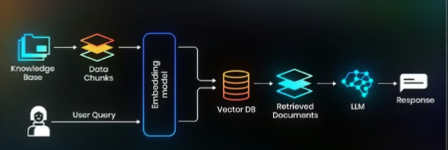 Knowledge
Base
Data
Chunks
User Query
Embedding
model
Vector DB
Retrieved
Documents
LLM
Response